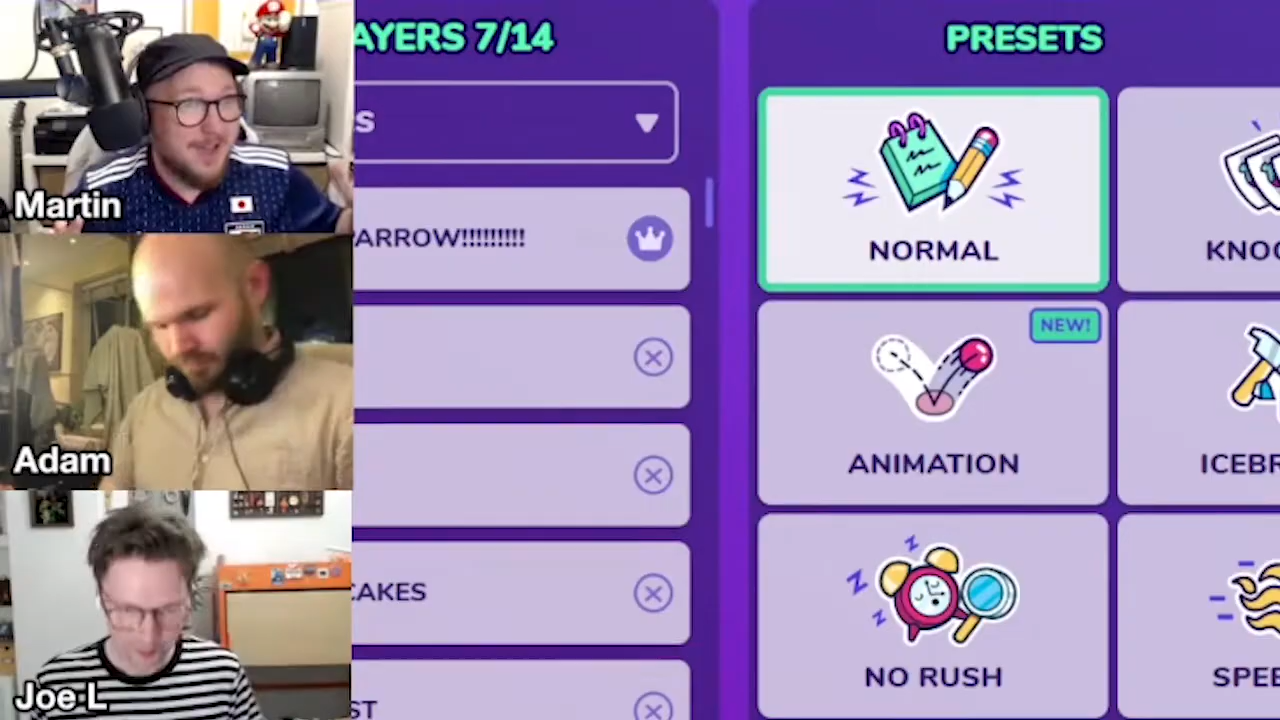 Martin
Adam
Joe L
AYERS 7/14
S
ARROW!!!!!!!!!
CAKES
ST
PRESETS
NORMAL
KNOC
NEW!
ANIMATION
ICEBR
NO RUSH
SPEE